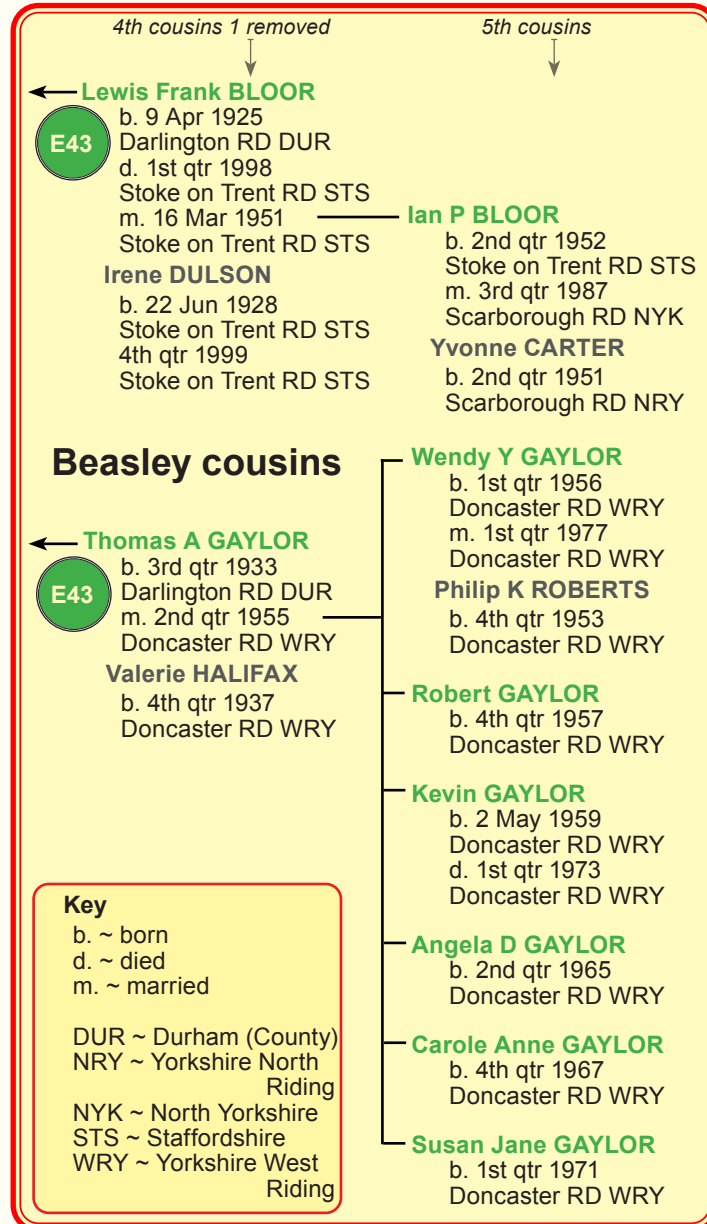 4th cousins 1 removed
5th cousins
Lewis Frank BLOOR
E43
b. 9 Apr 1925
Darlington RD DUR
d. 1st qtr 1998
Stoke on Trent RD STS
m. 16 Mar 1951
Stoke on Trent RD STS
Irene DULSON
b. 22 Jun 1928
Stoke on Trent RD STS
4th qtr 1999
Stoke on Trent RD STS
Ian P BLOOR
b. 2nd qtr 1952
Stoke on Trent RD STS
m. 3rd qtr 1987
Scarborough RD NYK
Yvonne CARTER
b. 2nd qtr 1951
Scarborough RD NRY
Beasley cousins
Thomas A GAYLOR
E43
b. 3rd qtr 1933
Darlington RD DUR
m. 2nd qtr 1955
Doncaster RD WRY
Valerie HALIFAX
b. 4th qtr 1937
Doncaster RD WRY
Wendy Y GAYLOR
b. 1st qtr 1956
Doncaster RD WRY
m. 1st qtr 1977
Doncaster RD WRY
Philip K ROBERTS
b. 4th qtr 1953
Doncaster RD WRY
Robert GAYLOR
b. 4th qtr 1957
Doncaster RD WRY
Kevin GAYLOR
b. 2 May 1959
Doncaster RD WRY
d. 1st qtr 1973
Doncaster RD WRY
Angela D GAYLOR
b. 2nd qtr 1965
Doncaster RD WRY
Carole Anne GAYLOR
b. 4th qtr 1967
Doncaster RD WRY
Susan Jane GAYLOR
b. 1st qtr 1971
Doncaster RD WRY
Key
b. ~ born
d. ~ died
m. ~ married
DUR ~ Durham (County)
NRY ~ Yorkshire North
Riding
NYK ~ North Yorkshire
STS ~ Staffordshire
WRY ~ Yorkshire West
Riding